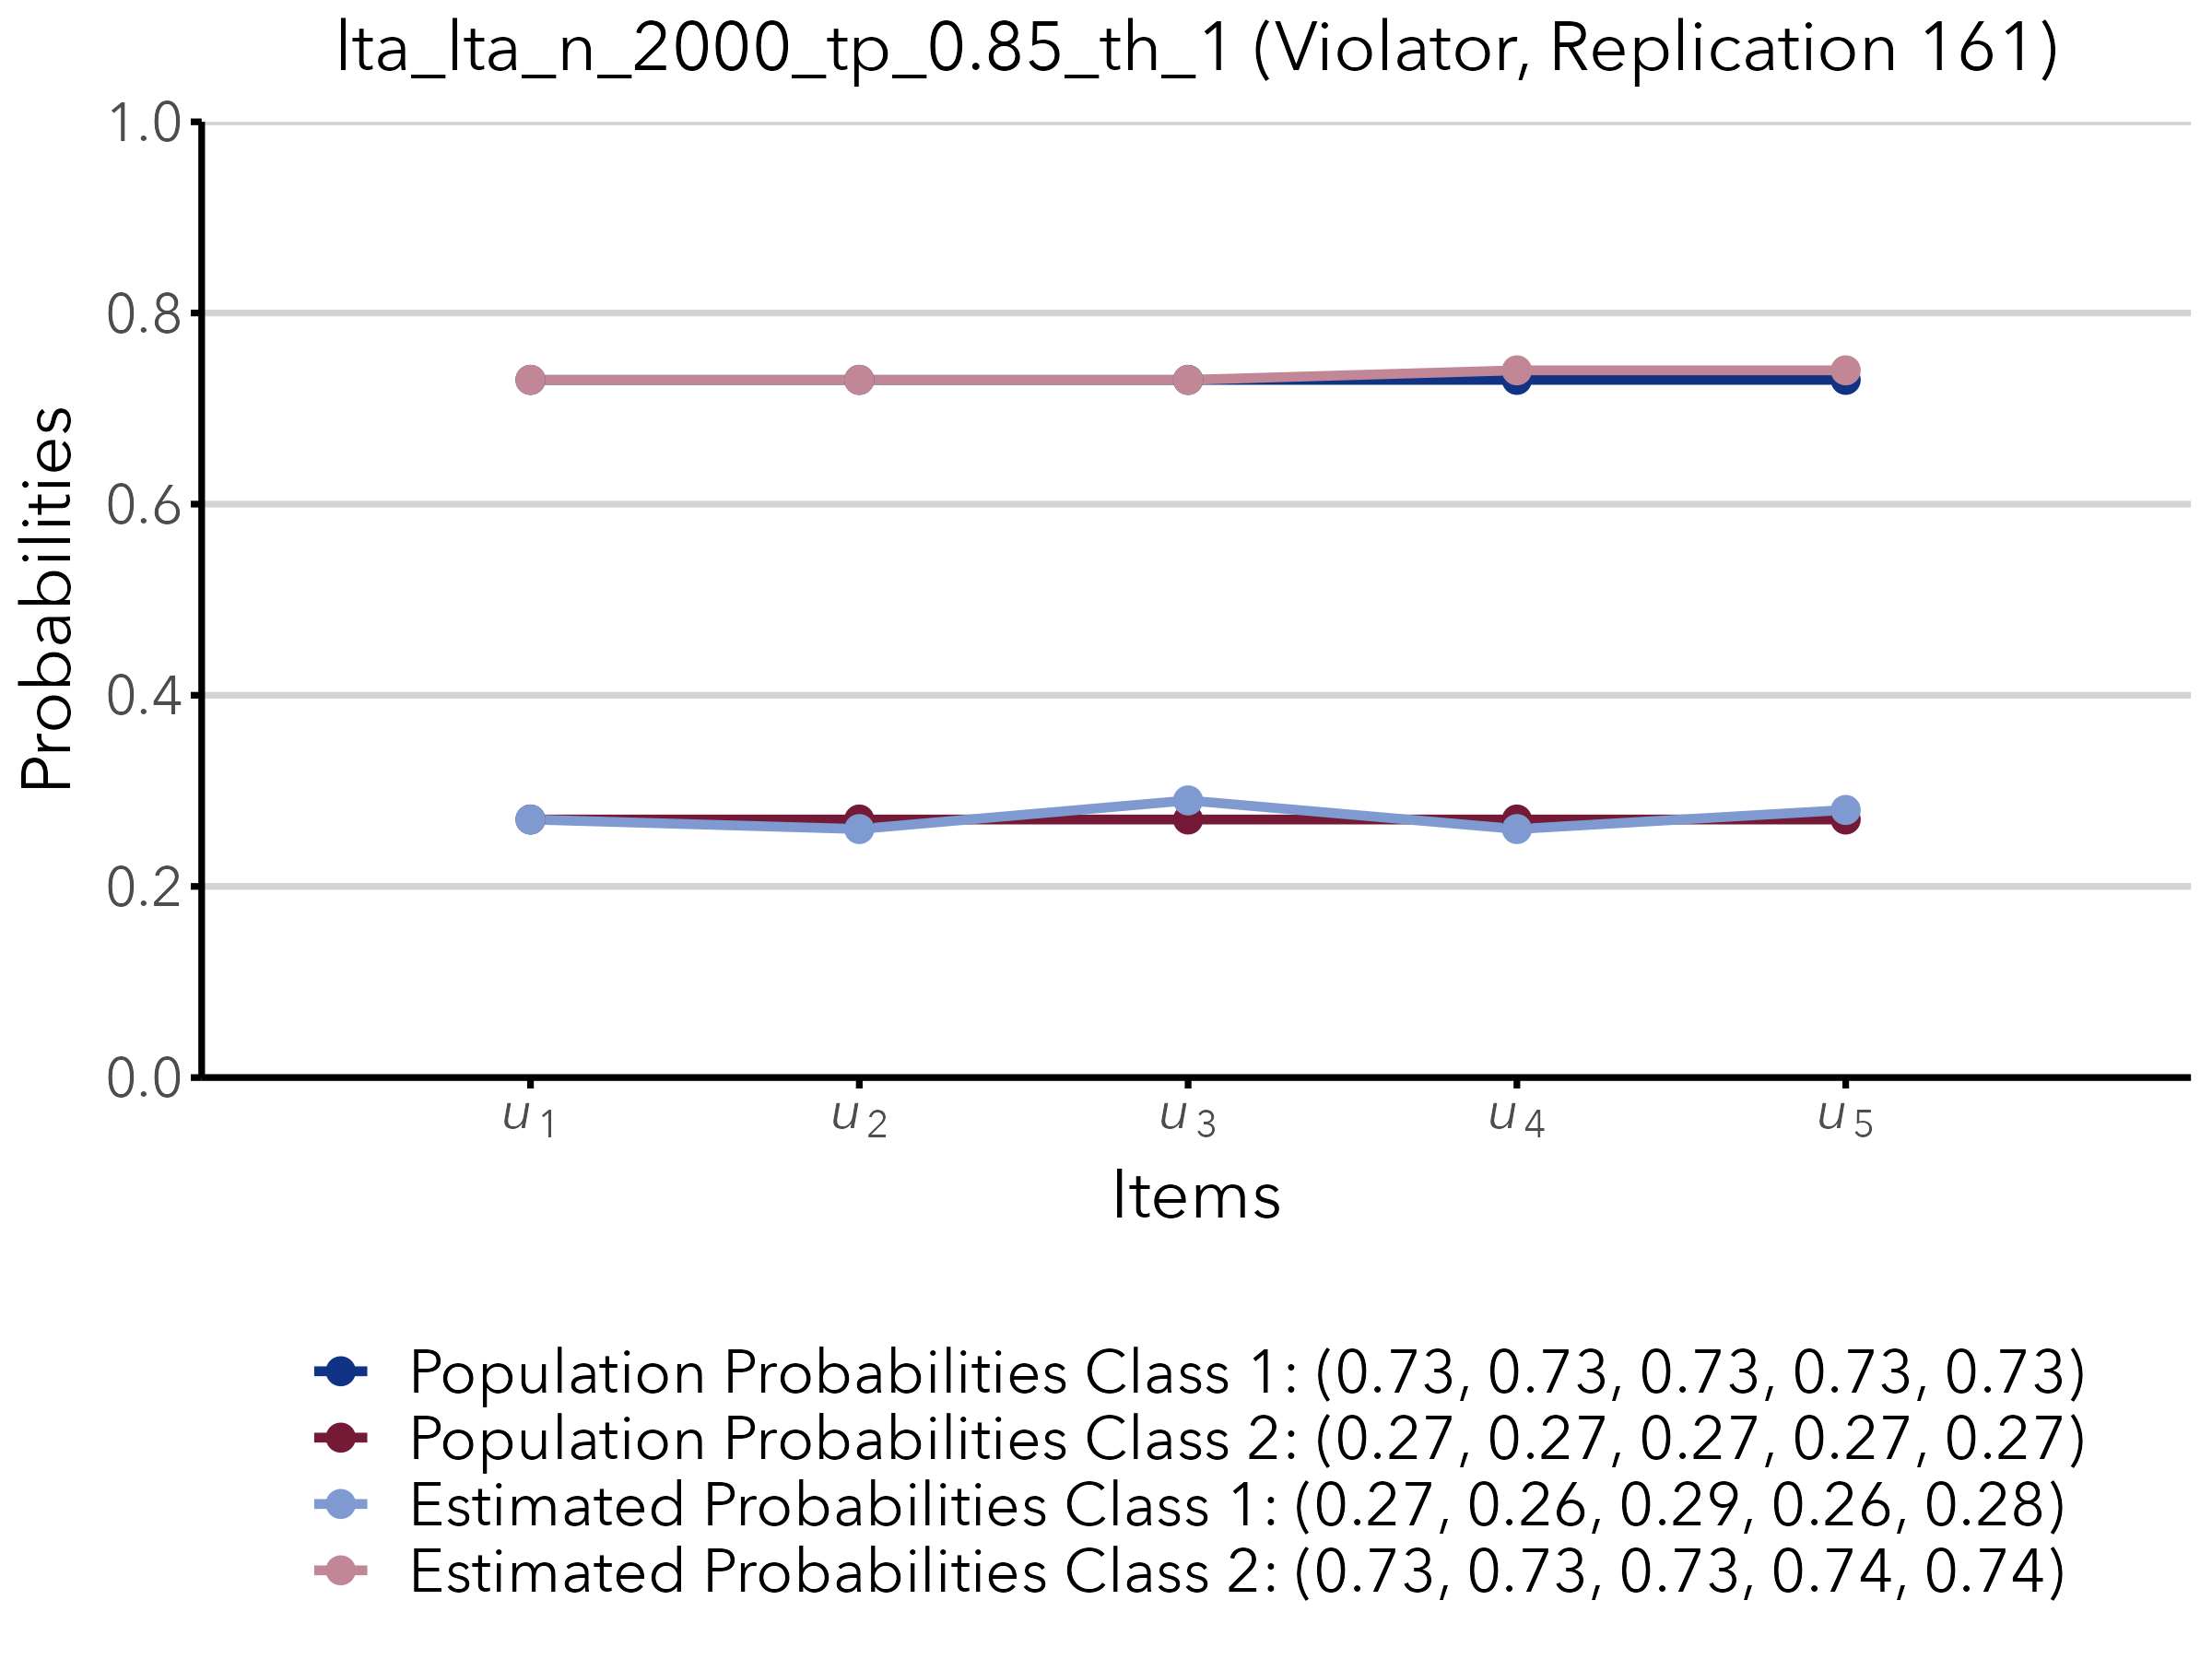 lta_lta_n_2000_tp_0.85_th_1 (Violator, Replication 161)
1.0
0.8
0.6
0.4
0.2
0.0
Probabilities
u1 u2 u3 u4 u5
Items
Population Probabilities Class 1: (0.73, 0.73, 0.73, 0.73, 0.73)
Population Probabilities Class 2: (0.27, 0.27, 0.27, 0.27, 0.27)
Estimated Probabilities Class 1: (0.27, 0.26, 0.29, 0.26, 0.28)
Estimated Probabilities Class 2: (0.73, 0.73, 0.73, 0.74, 0.74)